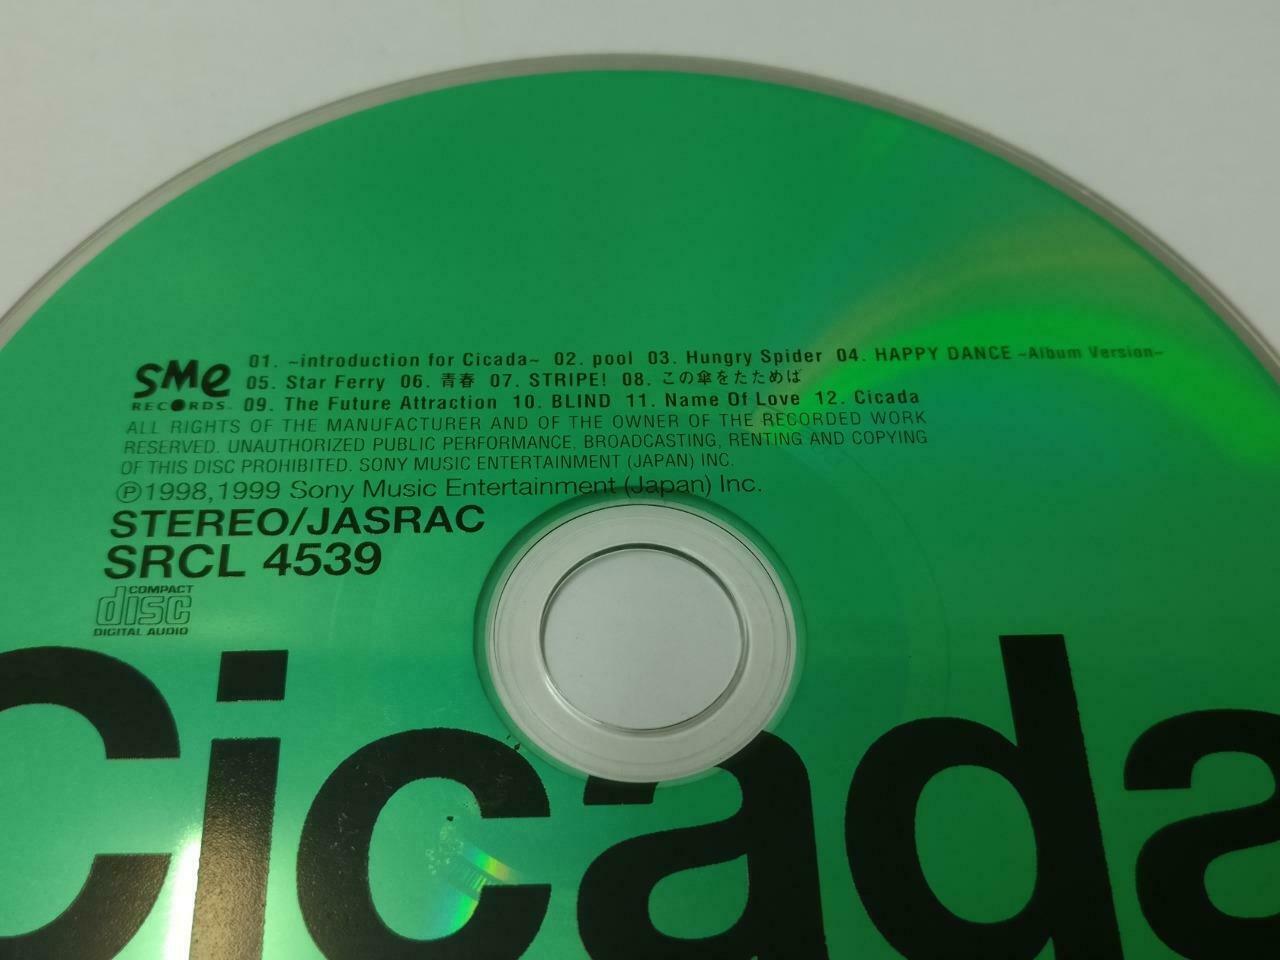 SMe
RECORDS
01. ~introduction for Cicada~ 02. pool 03. Hungry Spider 04. HAPPY DANCE ~Album Version~
05. Star Ferry 06. 青春 07. STRIPE! 08. この傘をたためば
09. The Future Attraction 10. BLIND 11. Name Of Love 12. Cicada
ALL RIGHTS OF THE MANUFACTURER AND OF THE OWNER OF THE RECORDED WORK
RESERVED. UNAUTHORIZED PUBLIC PERFORMANCE, BROADCASTING, RENTING AND COPYING
OF THIS DISC PROHIBITED. SONY MUSIC ENTERTAINMENT (JAPAN) INC.
Ⓟ1998,1999 Sony Music Entertainment (Japan) Inc.
STEREO/JASRAC
SRCL 4539
COMPACT
disc
DIGITAL AUDIO
Cicada